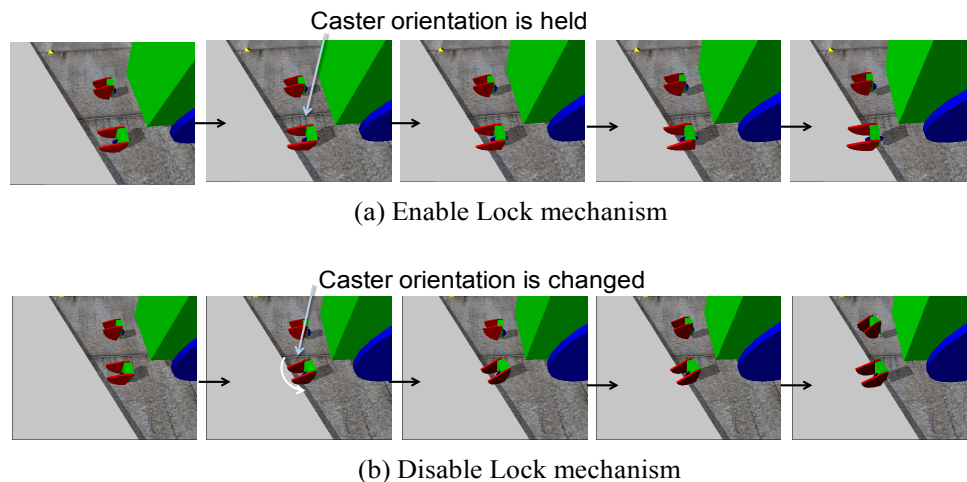 Caster orientation is held
(a) Enable Lock mechanism
Caster orientation is changed
(b) Disable Lock mechanism